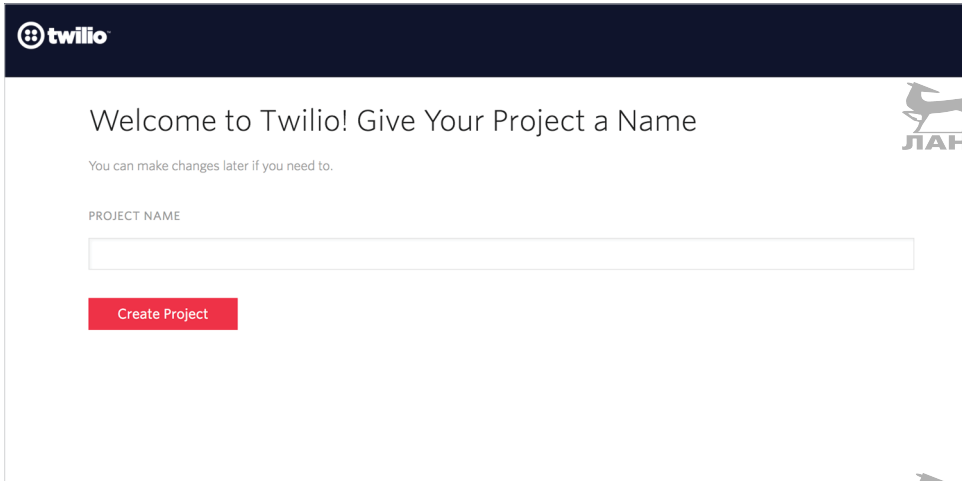 twilio
Welcome to Twilio! Give Your Project a Name
You can make changes later if you need to.
PROJECT NAME
Create Project
ЛАН